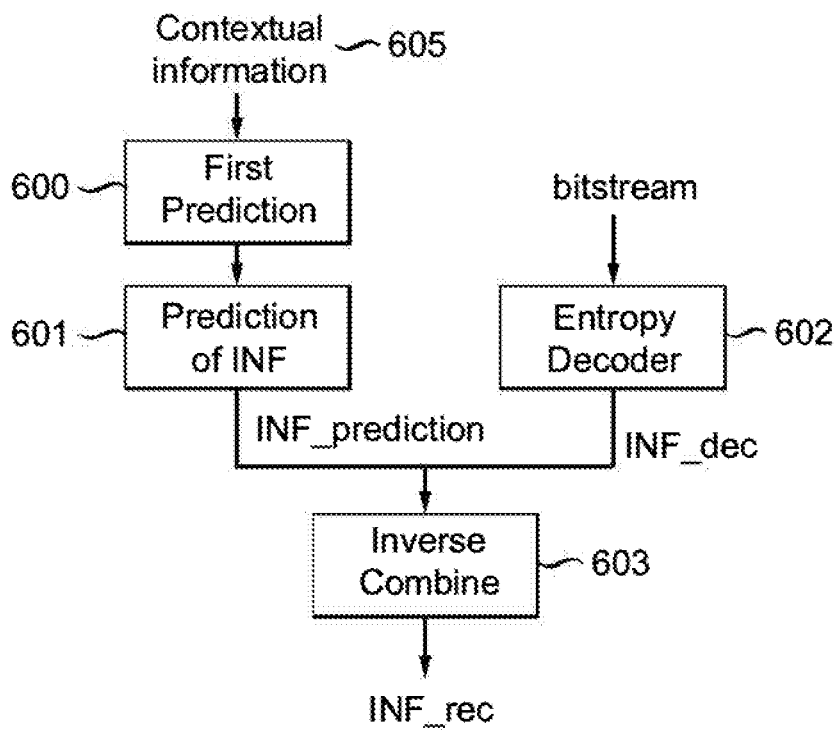 Contextual
information
605
600
First
Prediction
bitstream
601
Prediction
of INF
Entropy
Decoder
602
INF_prediction
INF_dec
Inverse
Combine
603
INF_rec